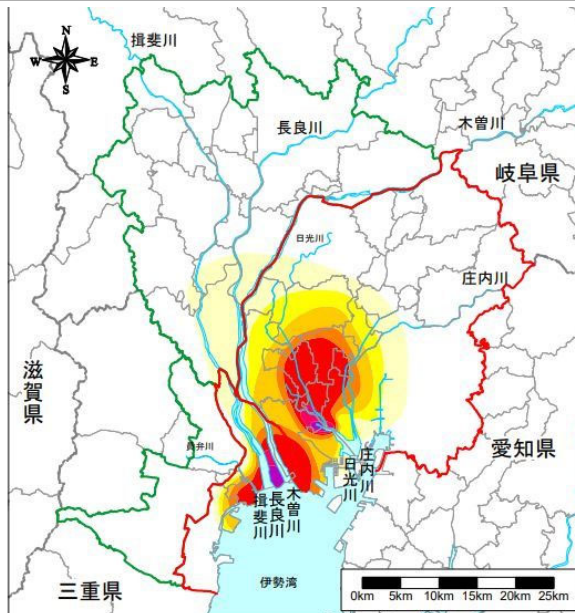 N
W E
S
揖斐川
長良川
木曽川
岐阜県
日光川
庄内川
滋賀県
愛知県
庄内川
日光川
木曽川
長良川
揖斐川
三重県
伊勢湾
0km 5km 10km 15km 20km 25km